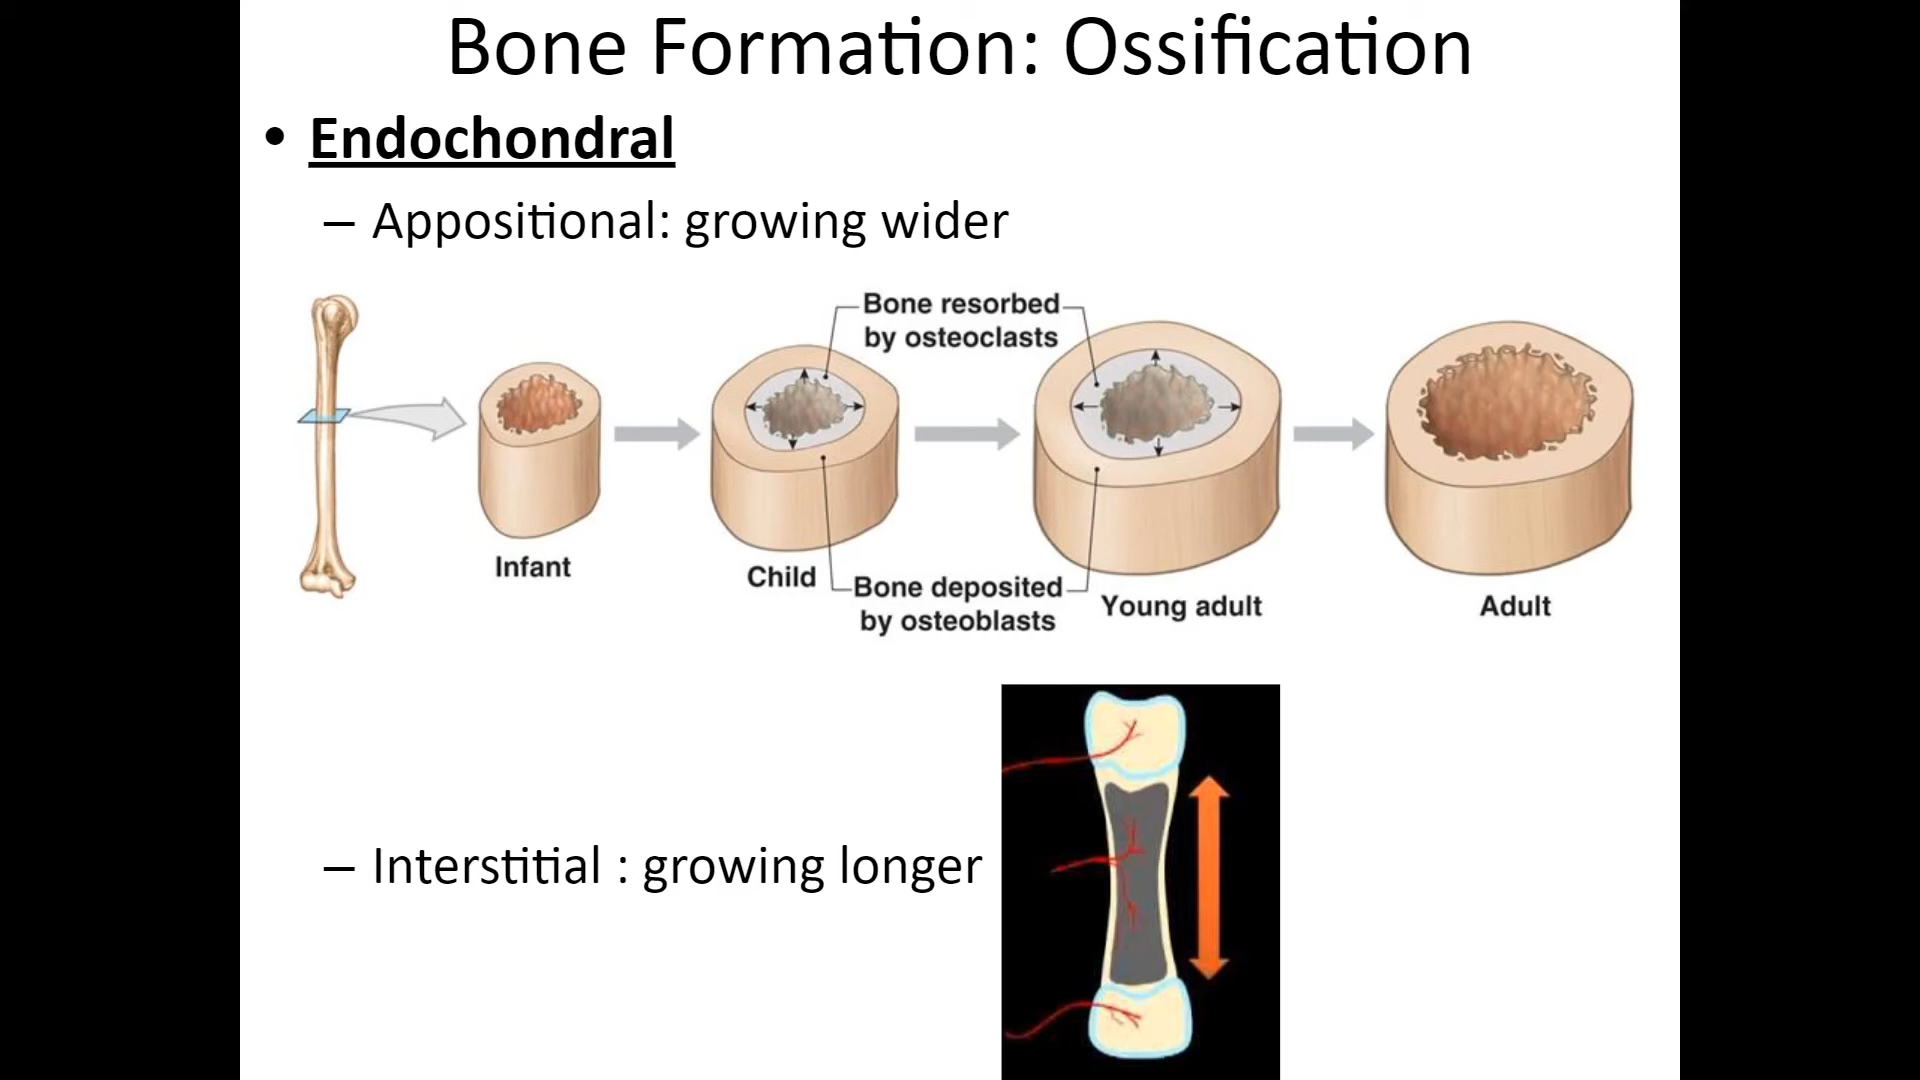 Bone Formation: Ossification
• Endochondral
– Appositional: growing wider
Bone resorbed
by osteoclasts
Infant
Child
Bone deposited
by osteoblasts
Young adult
Adult
– Interstitial : growing longer